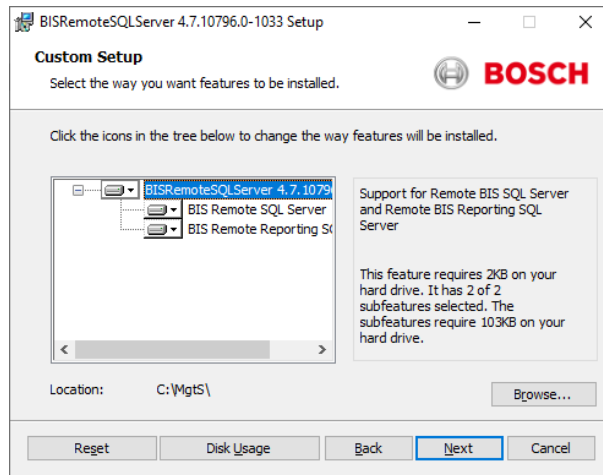 BISRemoteSQLServer 4.7.10796.0-1033 Setup
Custom Setup
Select the way you want features to be installed.
BOSCH
Click the icons in the tree below to change the way features will be installed.
BISRemoteSQLServer 4.7.1079
BIS Remote SQL Server
BIS Remote Reporting S
Support for Remote BIS SQL Server
and Remote BIS Reporting SQL
Server
This feature requires 2KB on your
hard drive. It has 2 of 2
subfeatures selected. The
subfeatures require 103KB on your
hard drive.
Location: C:\MgtS\
Browse...
Reset Disk Usage Back Next Cancel